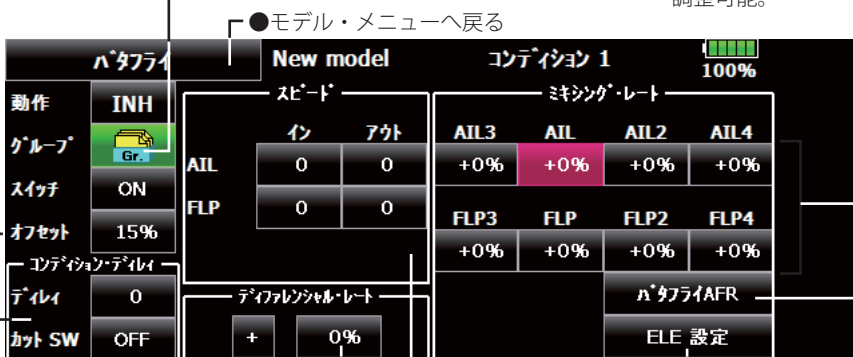 調整可能。
●モデル・メニューへ戻る
バタフライ New model コンディション 1 100%
動作 INH
グループ Gr.
スイッチ ON
オフセット 15%
コンディション・ディレイ
ディレイ 0
カット SW OFF
スピード
イン アウト
AIL 0 0
FLP 0 0
ディファレンシャル・レート
+ 0%
ミキシング・レート
AIL3 AIL AIL2 AIL4
+0% +0% +0% +0%
FLP3 FLP FLP2 FLP4
+0% +0% +0% +0%
バタフライAFR
ELE 設定